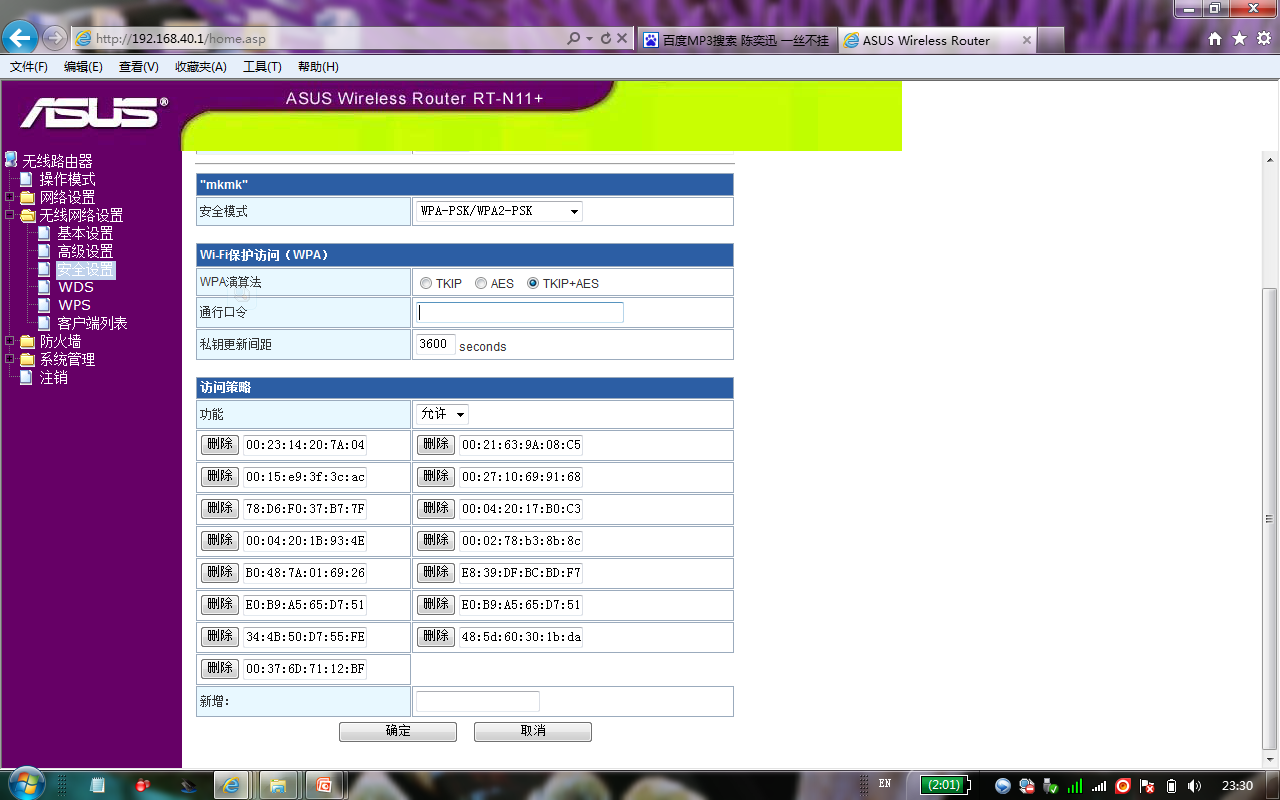 http://192.168.40.1/home.asp
百度MP3搜索 陈奕迅 一丝不挂
ASUS Wireless Router
文件(F) 编辑(E) 查看(V) 收藏夹(A) 工具(T) 帮助(H)
ASUS®
ASUS Wireless Router RT-N11+
无线路由器
操作模式
网络设置
无线网络设置
基本设置
高级设置
安全设置
WDS
WPS
客户端列表
防火墙
系统管理
注销
"mkmk"
安全模式 WPA-PSK/WPA2-PSK
Wi-Fi保护访问（WPA）
WPA演算法 TKIP AES TKIP+AES
通行口令
私钥更新间距 3600 seconds
访问策略
功能 允许
删除 00:23:14:20:7A:04 删除 00:21:63:9A:08:C5
删除 00:15:e9:3f:3c:ac 删除 00:27:10:69:91:68
删除 78:D6:F0:37:B7:7F 删除 00:04:20:17:B0:C3
删除 00:04:20:1B:93:4E 删除 00:02:78:b3:8b:8c
删除 B0:48:7A:01:69:26 删除 E8:39:DF:BC:BD:F7
删除 E0:B9:A5:65:D7:51 删除 E0:B9:A5:65:D7:51
删除 34:4B:50:D7:55:FE 删除 48:5d:60:30:1b:da
删除 00:37:6D:71:12:BF
新增:
确定 取消
EN (2:01) 23:30